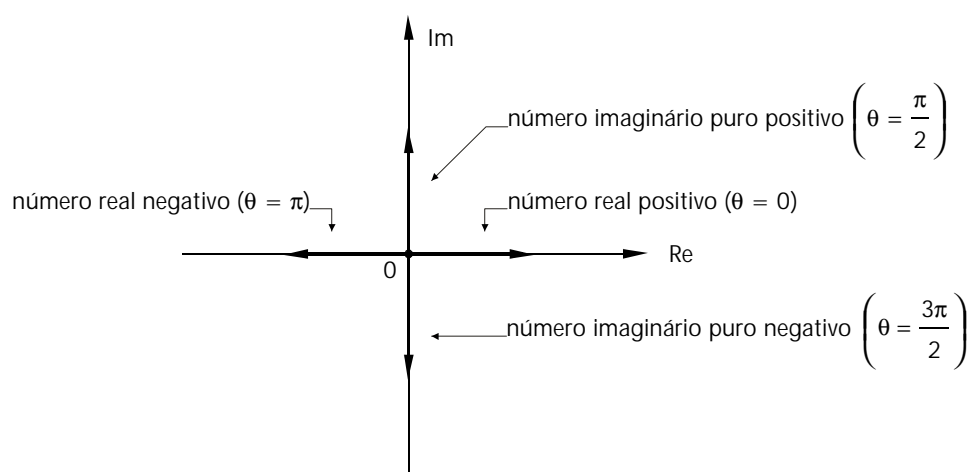 Im
número imaginário puro positivo (θ = π/2)
número real negativo (θ = π)
número real positivo (θ = 0)
Re
0
número imaginário puro negativo (θ = 3π/2)